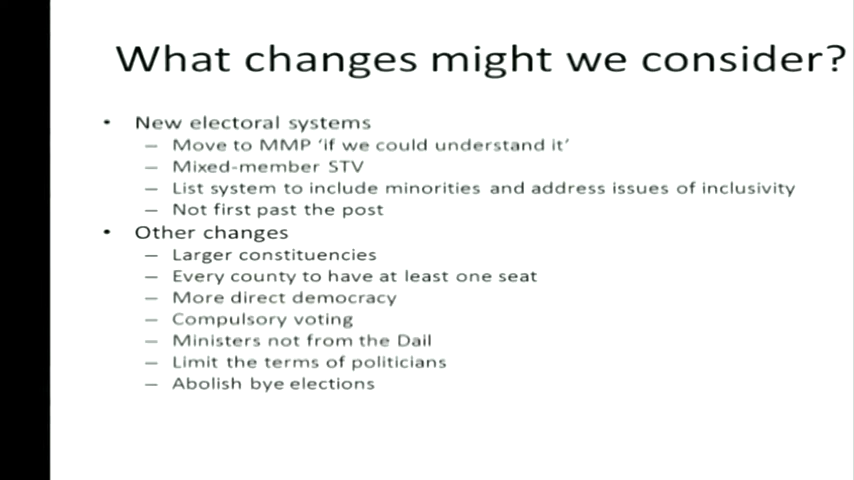 What changes might we consider?
• New electoral systems
– Move to MMP ‘if we could understand it’
– Mixed-member STV
– List system to include minorities and address issues of inclusivity
– Not first past the post
• Other changes
– Larger constituencies
– Every county to have at least one seat
– More direct democracy
– Compulsory voting
– Ministers not from the Dail
– Limit the terms of politicians
– Abolish bye elections